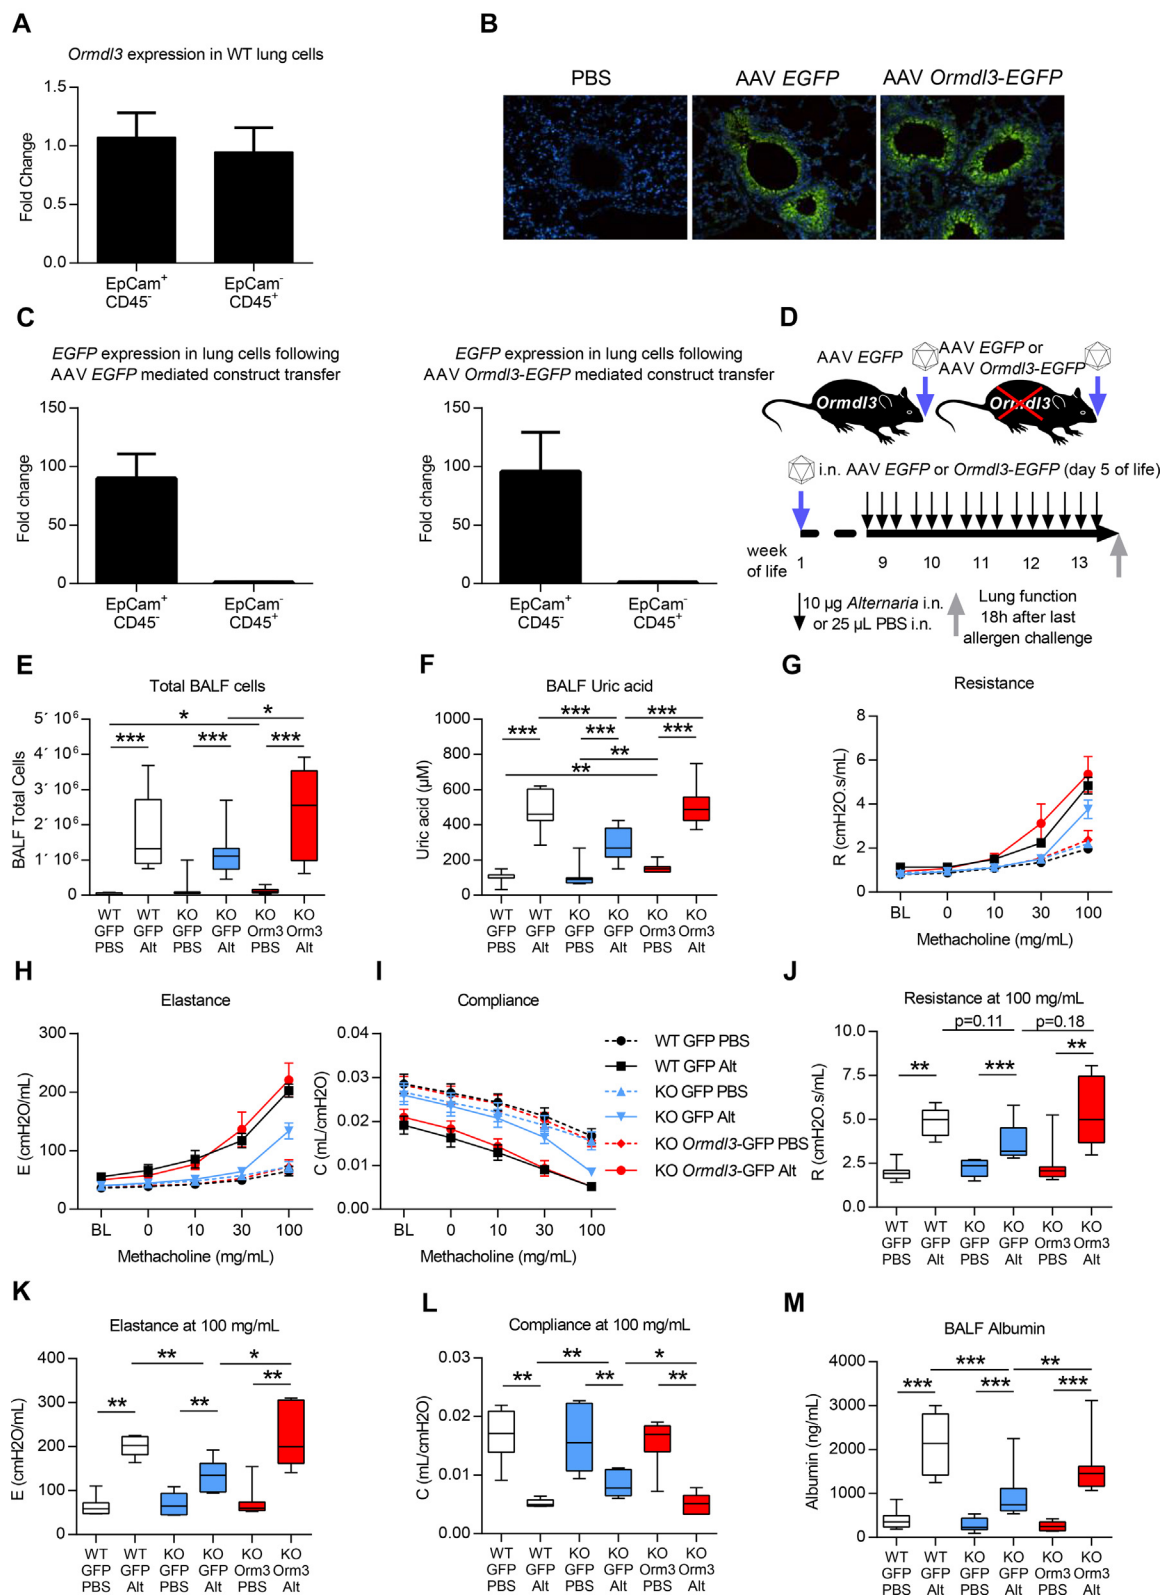 A
Ormdl3 expression in WT lung cells
Fold Change
1.5
1.0
0.5
0.0
EpCam+
CD45-
EpCam-
CD45+
B
PBS
AAV EGFP
AAV Ormdl3-EGFP
C
EGFP expression in lung cells following
AAV EGFP mediated construct transfer
Fold change
150
100
50
0
EpCam+
CD45-
EpCam-
CD45+
EGFP expression in lung cells following
AAV Ormdl3-EGFP mediated construct transfer
Fold change
150
100
50
0
EpCam+
CD45-
EpCam-
CD45+
D
AAV EGFP
AAV EGFP or
AAV Ormdl3-EGFP
Ormdl3
Ormdl3
i.n. AAV EGFP or Ormdl3-EGFP (day 5 of life)
week
of life
1
9
10
11
12
13
10 µg Alternaria i.n.
or 25 µL PBS i.n.
Lung function
18h after last
allergen challenge
E
Total BALF cells
BALF Total Cells
5´ 10^6
4´ 10^6
3´ 10^6
2´ 10^6
1´ 10^6
0
*
*
***
***
***
WT GFP PBS
WT GFP Alt
KO GFP PBS
KO GFP Alt
KO Orm3 PBS
KO Orm3 Alt
F
BALF Uric acid
Uric acid (µM)
1000
800
600
400
200
0
***
***
***
***
***
**
**
WT GFP PBS
WT GFP Alt
KO GFP PBS
KO GFP Alt
KO Orm3 PBS
KO Orm3 Alt
G
Resistance
R (cmH2O.s/mL)
8
6
4
2
0
BL
0
10
30
100
Methacholine (mg/mL)
H
Elastance
E (cmH2O/mL)
300
200
100
0
BL
0
10
30
100
Methacholine (mg/mL)
I
Compliance
C (mL/cmH2O)
0.04
0.03
0.02
0.01
0.00
BL
0
10
30
100
Methacholine (mg/mL)
WT GFP PBS
WT GFP Alt
KO GFP PBS
KO GFP Alt
KO Ormdl3-GFP PBS
KO Ormdl3-GFP Alt
J
Resistance at 100 mg/mL
R (cmH2O.s/mL)
10.0
7.5
5.0
2.5
0.0
p=0.11
p=0.18
**
***
**
WT GFP PBS
WT GFP Alt
KO GFP PBS
KO GFP Alt
KO Orm3 PBS
KO Orm3 Alt
K
Elastance at 100 mg/mL
E (cmH2O/mL)
400
300
200
100
0
**
*
**
**
**
WT GFP PBS
WT GFP Alt
KO GFP PBS
KO GFP Alt
KO Orm3 PBS
KO Orm3 Alt
L
Compliance at 100 mg/mL
C (mL/cmH2O)
0.03
0.02
0.01
0.00
**
*
**
**
**
WT GFP PBS
WT GFP Alt
KO GFP PBS
KO GFP Alt
KO Orm3 PBS
KO Orm3 Alt
M
BALF Albumin
Albumin (ng/mL)
4000
3000
2000
1000
0
***
**
***
***
***
WT GFP PBS
WT GFP Alt
KO GFP PBS
KO GFP Alt
KO Orm3 PBS
KO Orm3 Alt